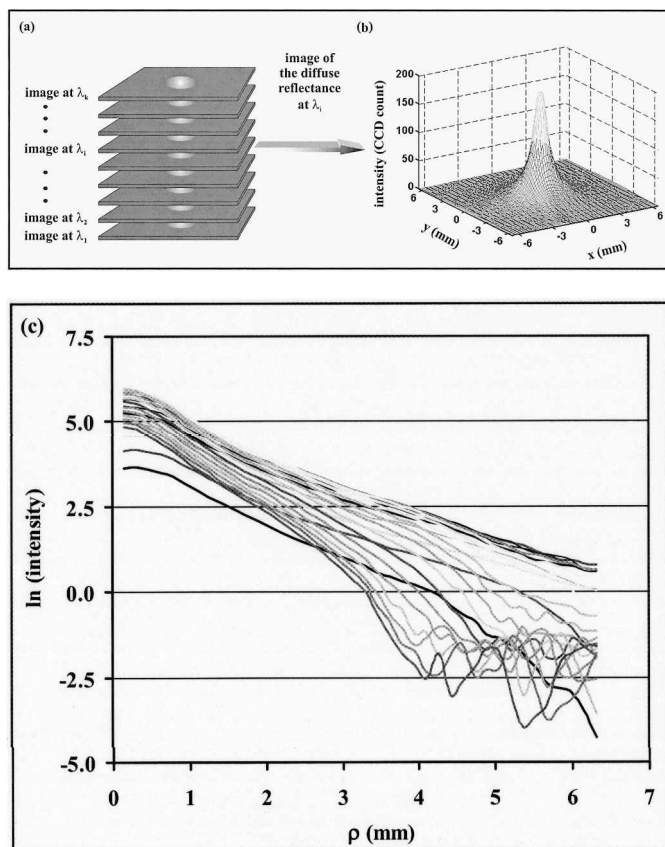 (a)
image at λk
image at λi
image at λ2
image at λ1
image of
the diffuse
reflectance
at λi
(b)
intensity (CCD count)
200
150
100
50
0
6
3
0
-3
-6
y (mm)
-6
-3
0
3
6
x (mm)
(c)
ln (intensity)
7.5
5.0
2.5
0.0
-2.5
-5.0
0
1
2
3
4
5
6
7
ρ (mm)